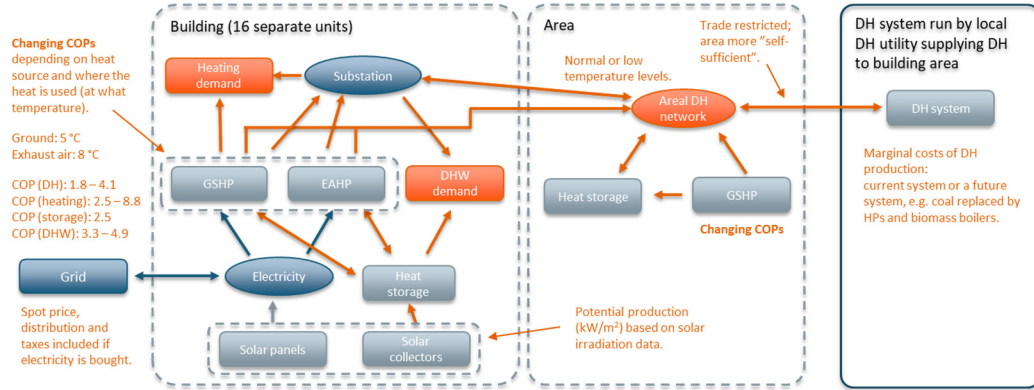 Changing COPs
depending on heat
source and where the
heat is used (at what
temperature).
Ground: 5 °C
Exhaust air: 8 °C
COP (DH): 1.8 – 4.1
COP (heating): 2.5 – 8.8
COP (storage): 2.5
COP (DHW): 3.3 – 4.9
Grid
Spot price,
distribution and
taxes included if
electricity is bought.
Building (16 separate units)
Heating
demand
Substation
GSHP
EAHP
DHW
demand
Electricity
Heat
storage
Solar panels
Solar
collectors
Area
Normal or low
temperature levels.
Trade restricted;
area more ”self-
sufficient”.
Areal DH
network
Heat storage
GSHP
Changing COPs
Potential production
(kW/m²) based on solar
irradiation data.
DH system run by local
DH utility supplying DH
to building area
DH system
Marginal costs of DH
production:
current system or a future
system, e.g. coal replaced by
HPs and biomass boilers.